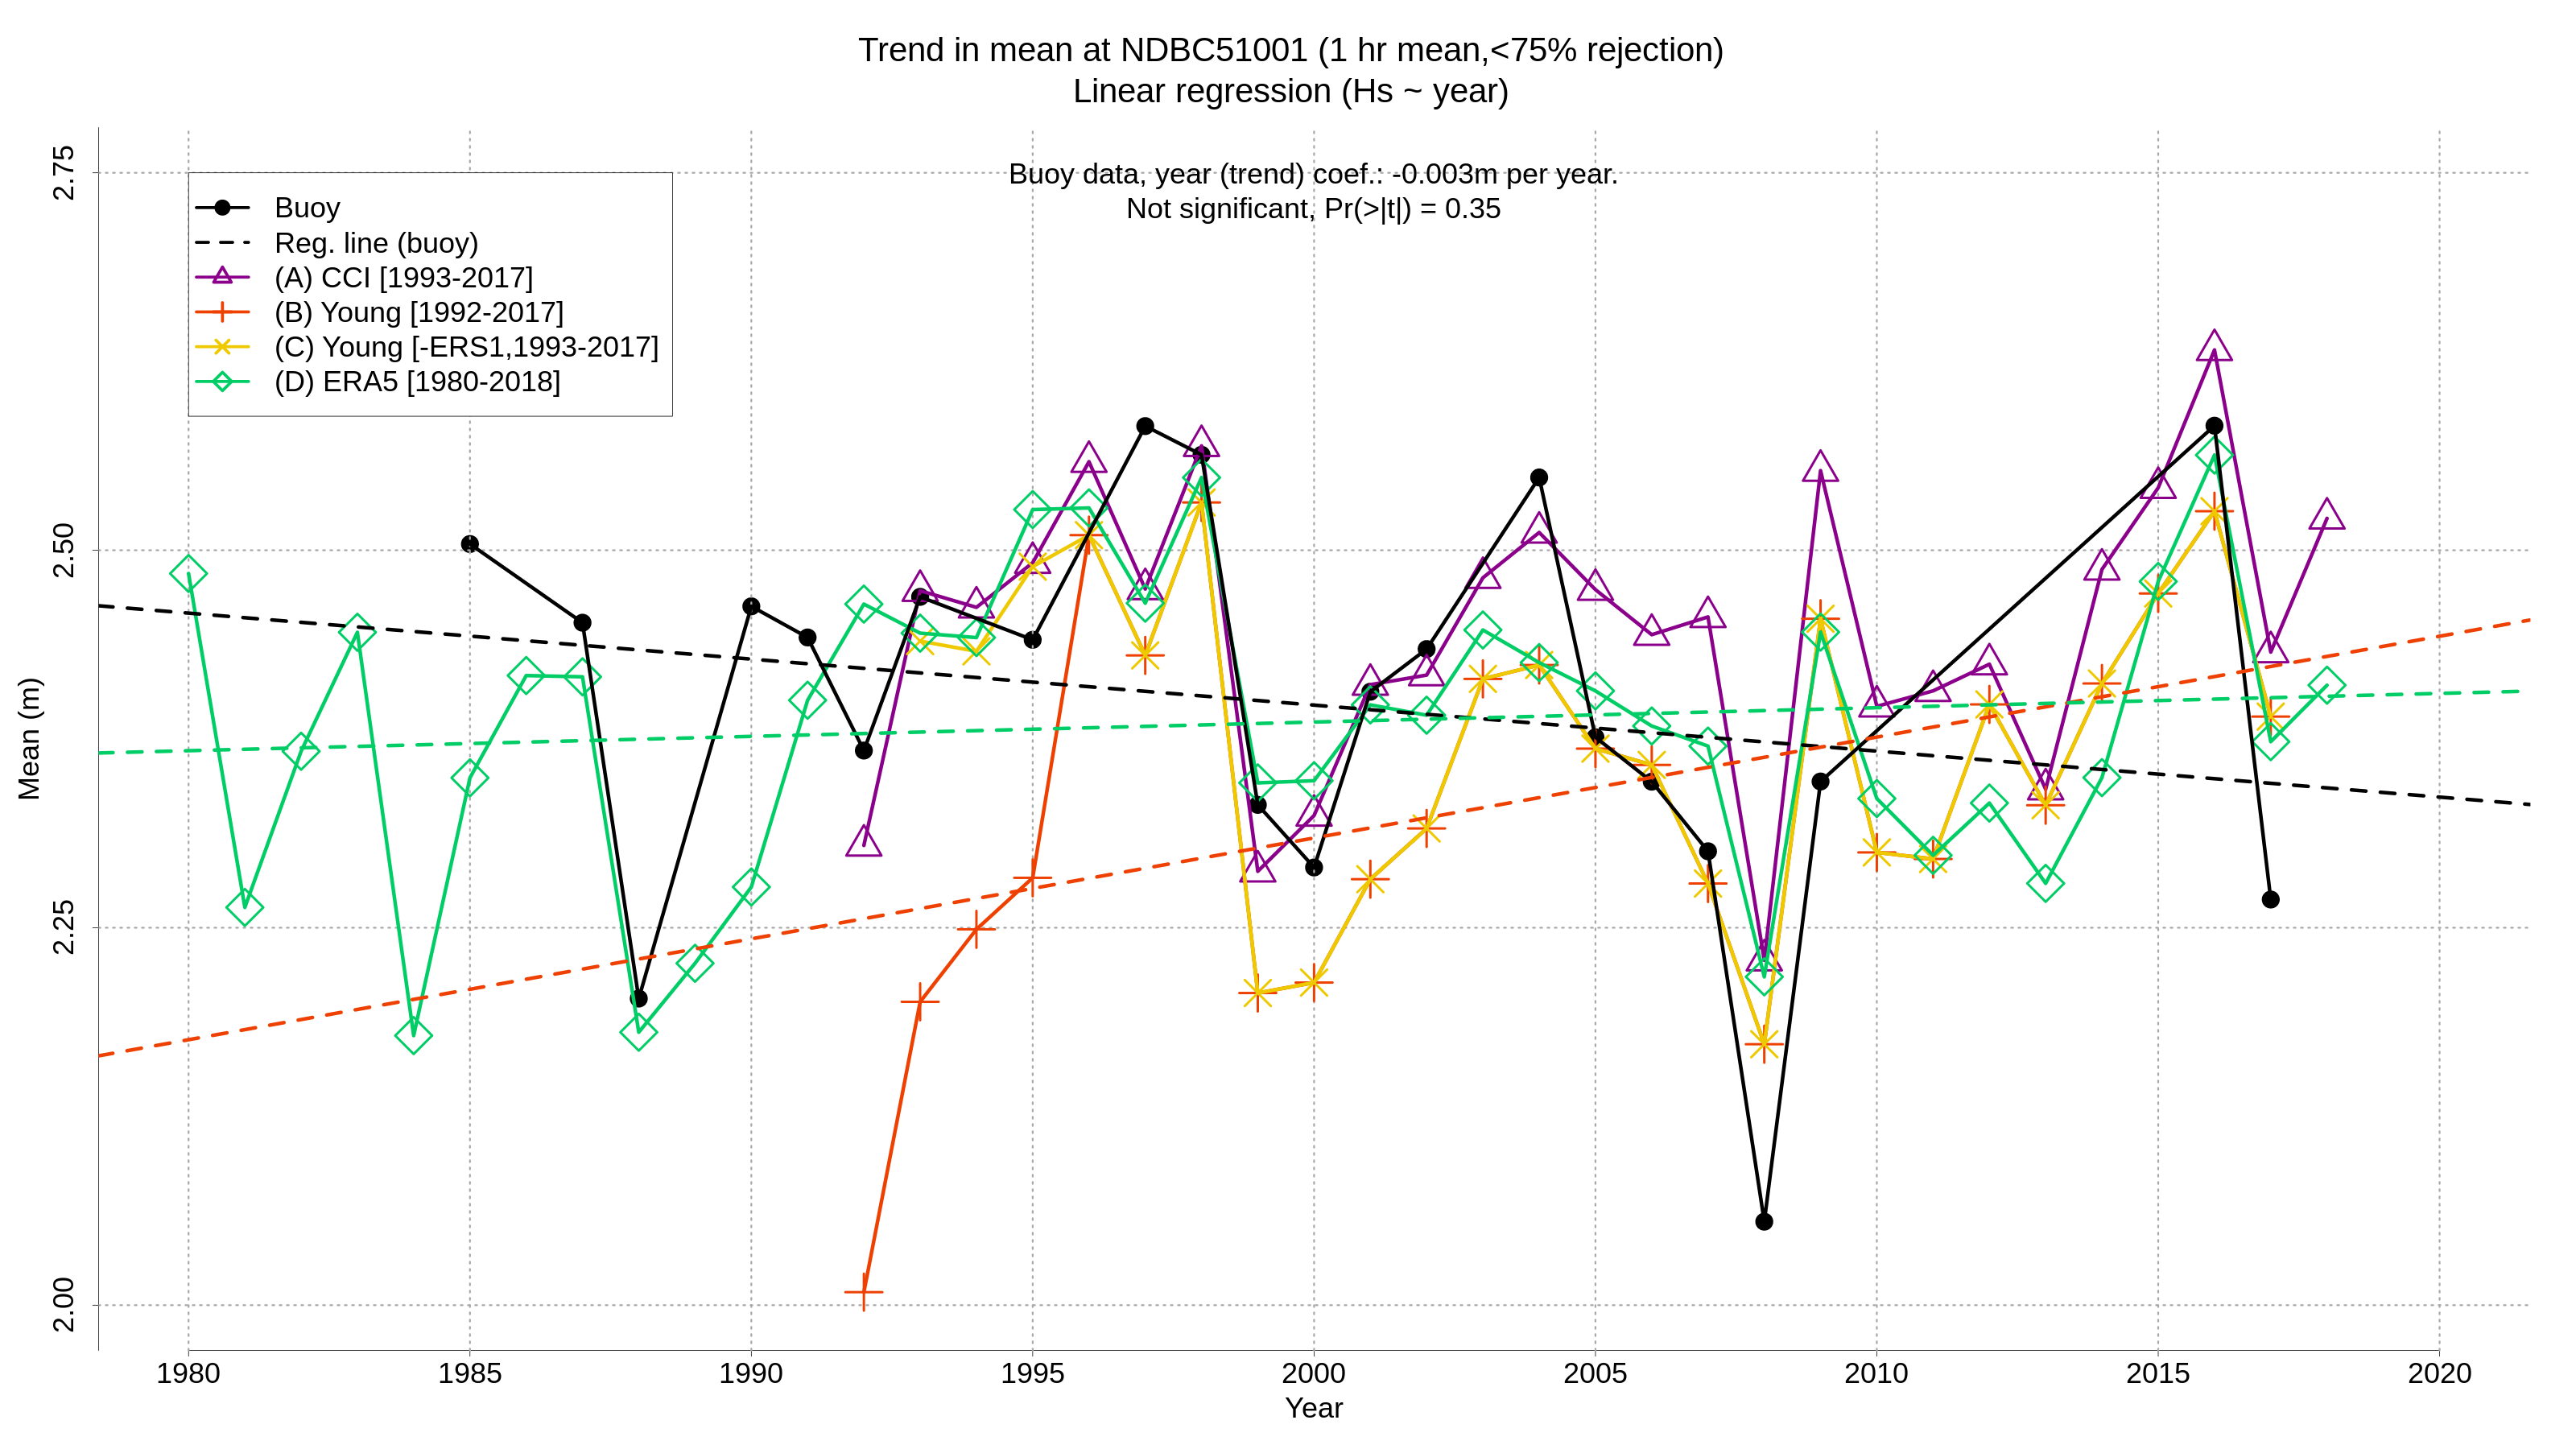 Trend in mean at NDBC51001 (1 hr mean,<75% rejection)
Linear regression (Hs ~ year)
Buoy data, year (trend) coef.: -0.003m per year.
Not significant, Pr(>|t|) = 0.35
Buoy
Reg. line (buoy)
(A) CCI [1993-2017]
(B) Young [1992-2017]
(C) Young [-ERS1,1993-2017]
(D) ERA5 [1980-2018]
Mean (m)
2.75
2.50
2.25
2.00
1980 1985 1990 1995 2000 2005 2010 2015 2020
Year